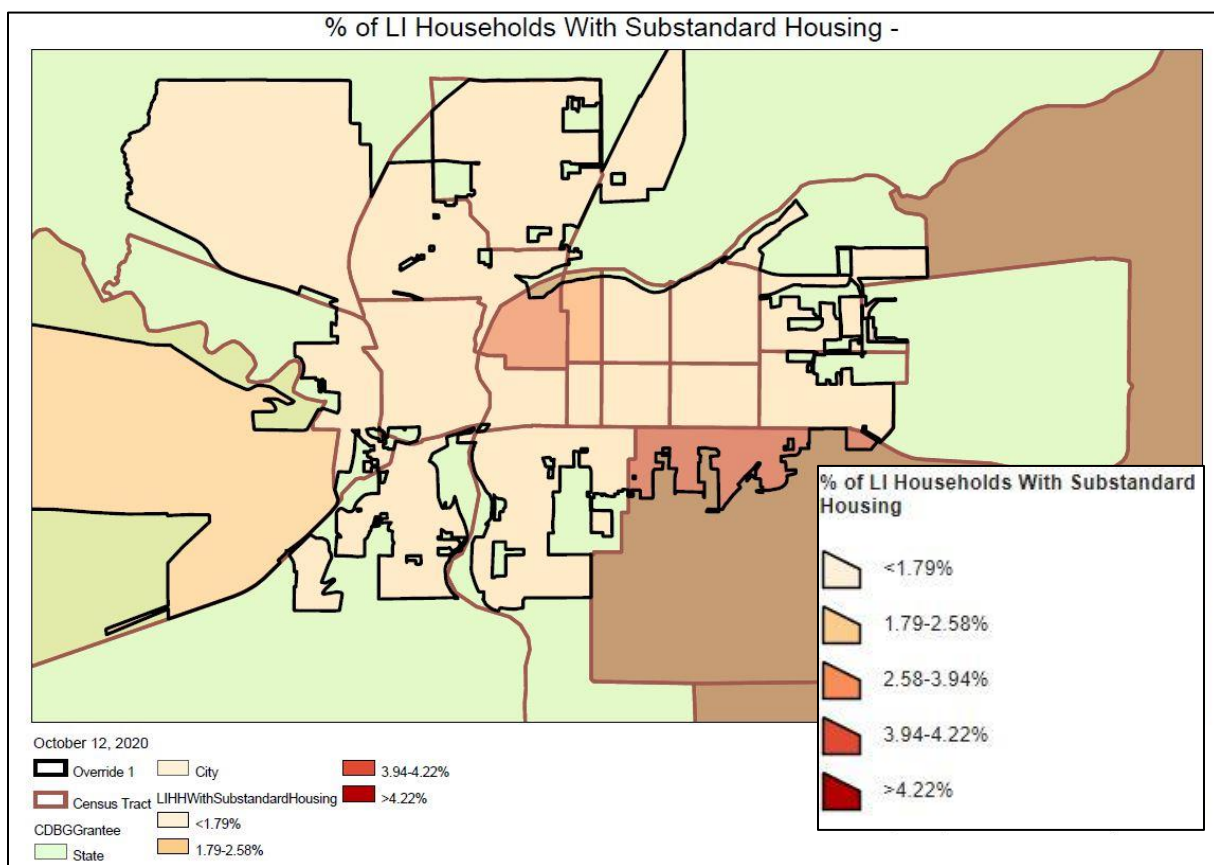 % of LI Households With Substandard Housing -
% of LI Households With Substandard
Housing
<1.79%
1.79-2.58%
2.58-3.94%
3.94-4.22%
>4.22%
October 12, 2020
Override 1
Census Tract
CDBGGrantee
State
City
LIHHWithSubstandardHousing
<1.79%
1.79-2.58%
3.94-4.22%
>4.22%